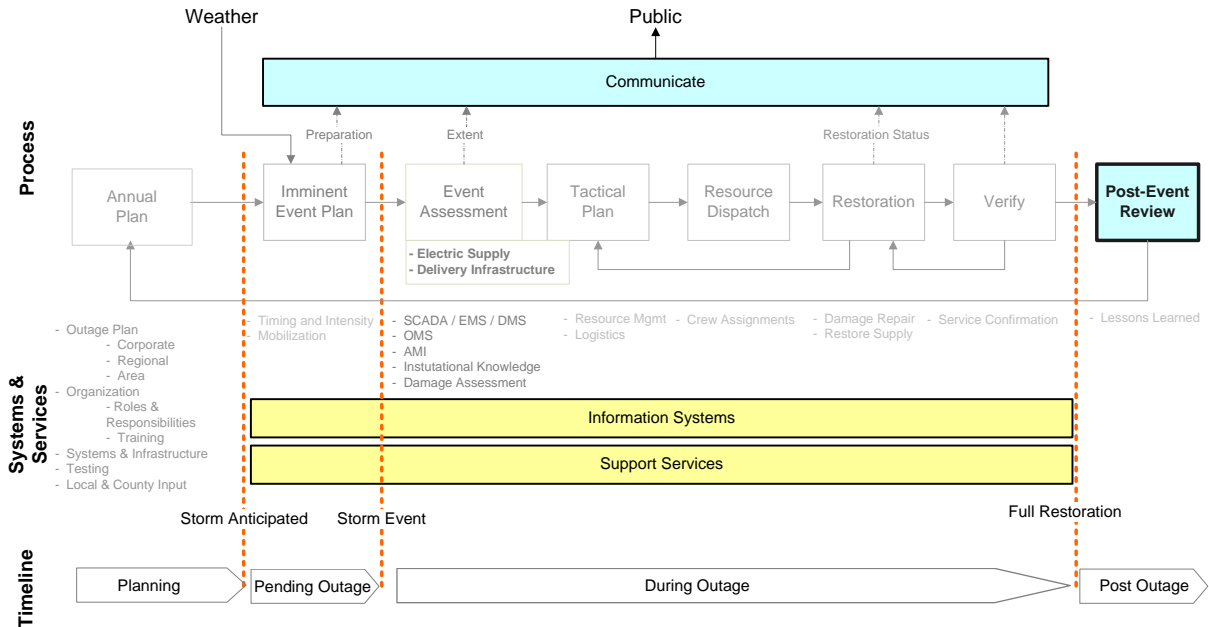 Weather
Public
Communicate
Process
Preparation
Extent
Restoration Status
Annual
Plan
Imminent
Event Plan
Event
Assessment
Tactical
Plan
Resource
Dispatch
Restoration
Verify
Post-Event
Review
- Electric Supply
- Delivery Infrastructure
Systems &
Services
- Outage Plan
- Corporate
- Regional
- Area
- Organization
- Roles &
Responsibilities
- Training
- Systems & Infrastructure
- Testing
- Local & County Input
- Timing and Intensity
- Mobilization
- SCADA / EMS / DMS
- OMS
- AMI
- Instutational Knowledge
- Damage Assessment
- Resource Mgmt
- Logistics
- Crew Assignments
- Damage Repair
- Restore Supply
- Service Confirmation
- Lessons Learned
Information Systems
Support Services
Storm Anticipated
Storm Event
Full Restoration
Timeline
Planning
Pending Outage
During Outage
Post Outage